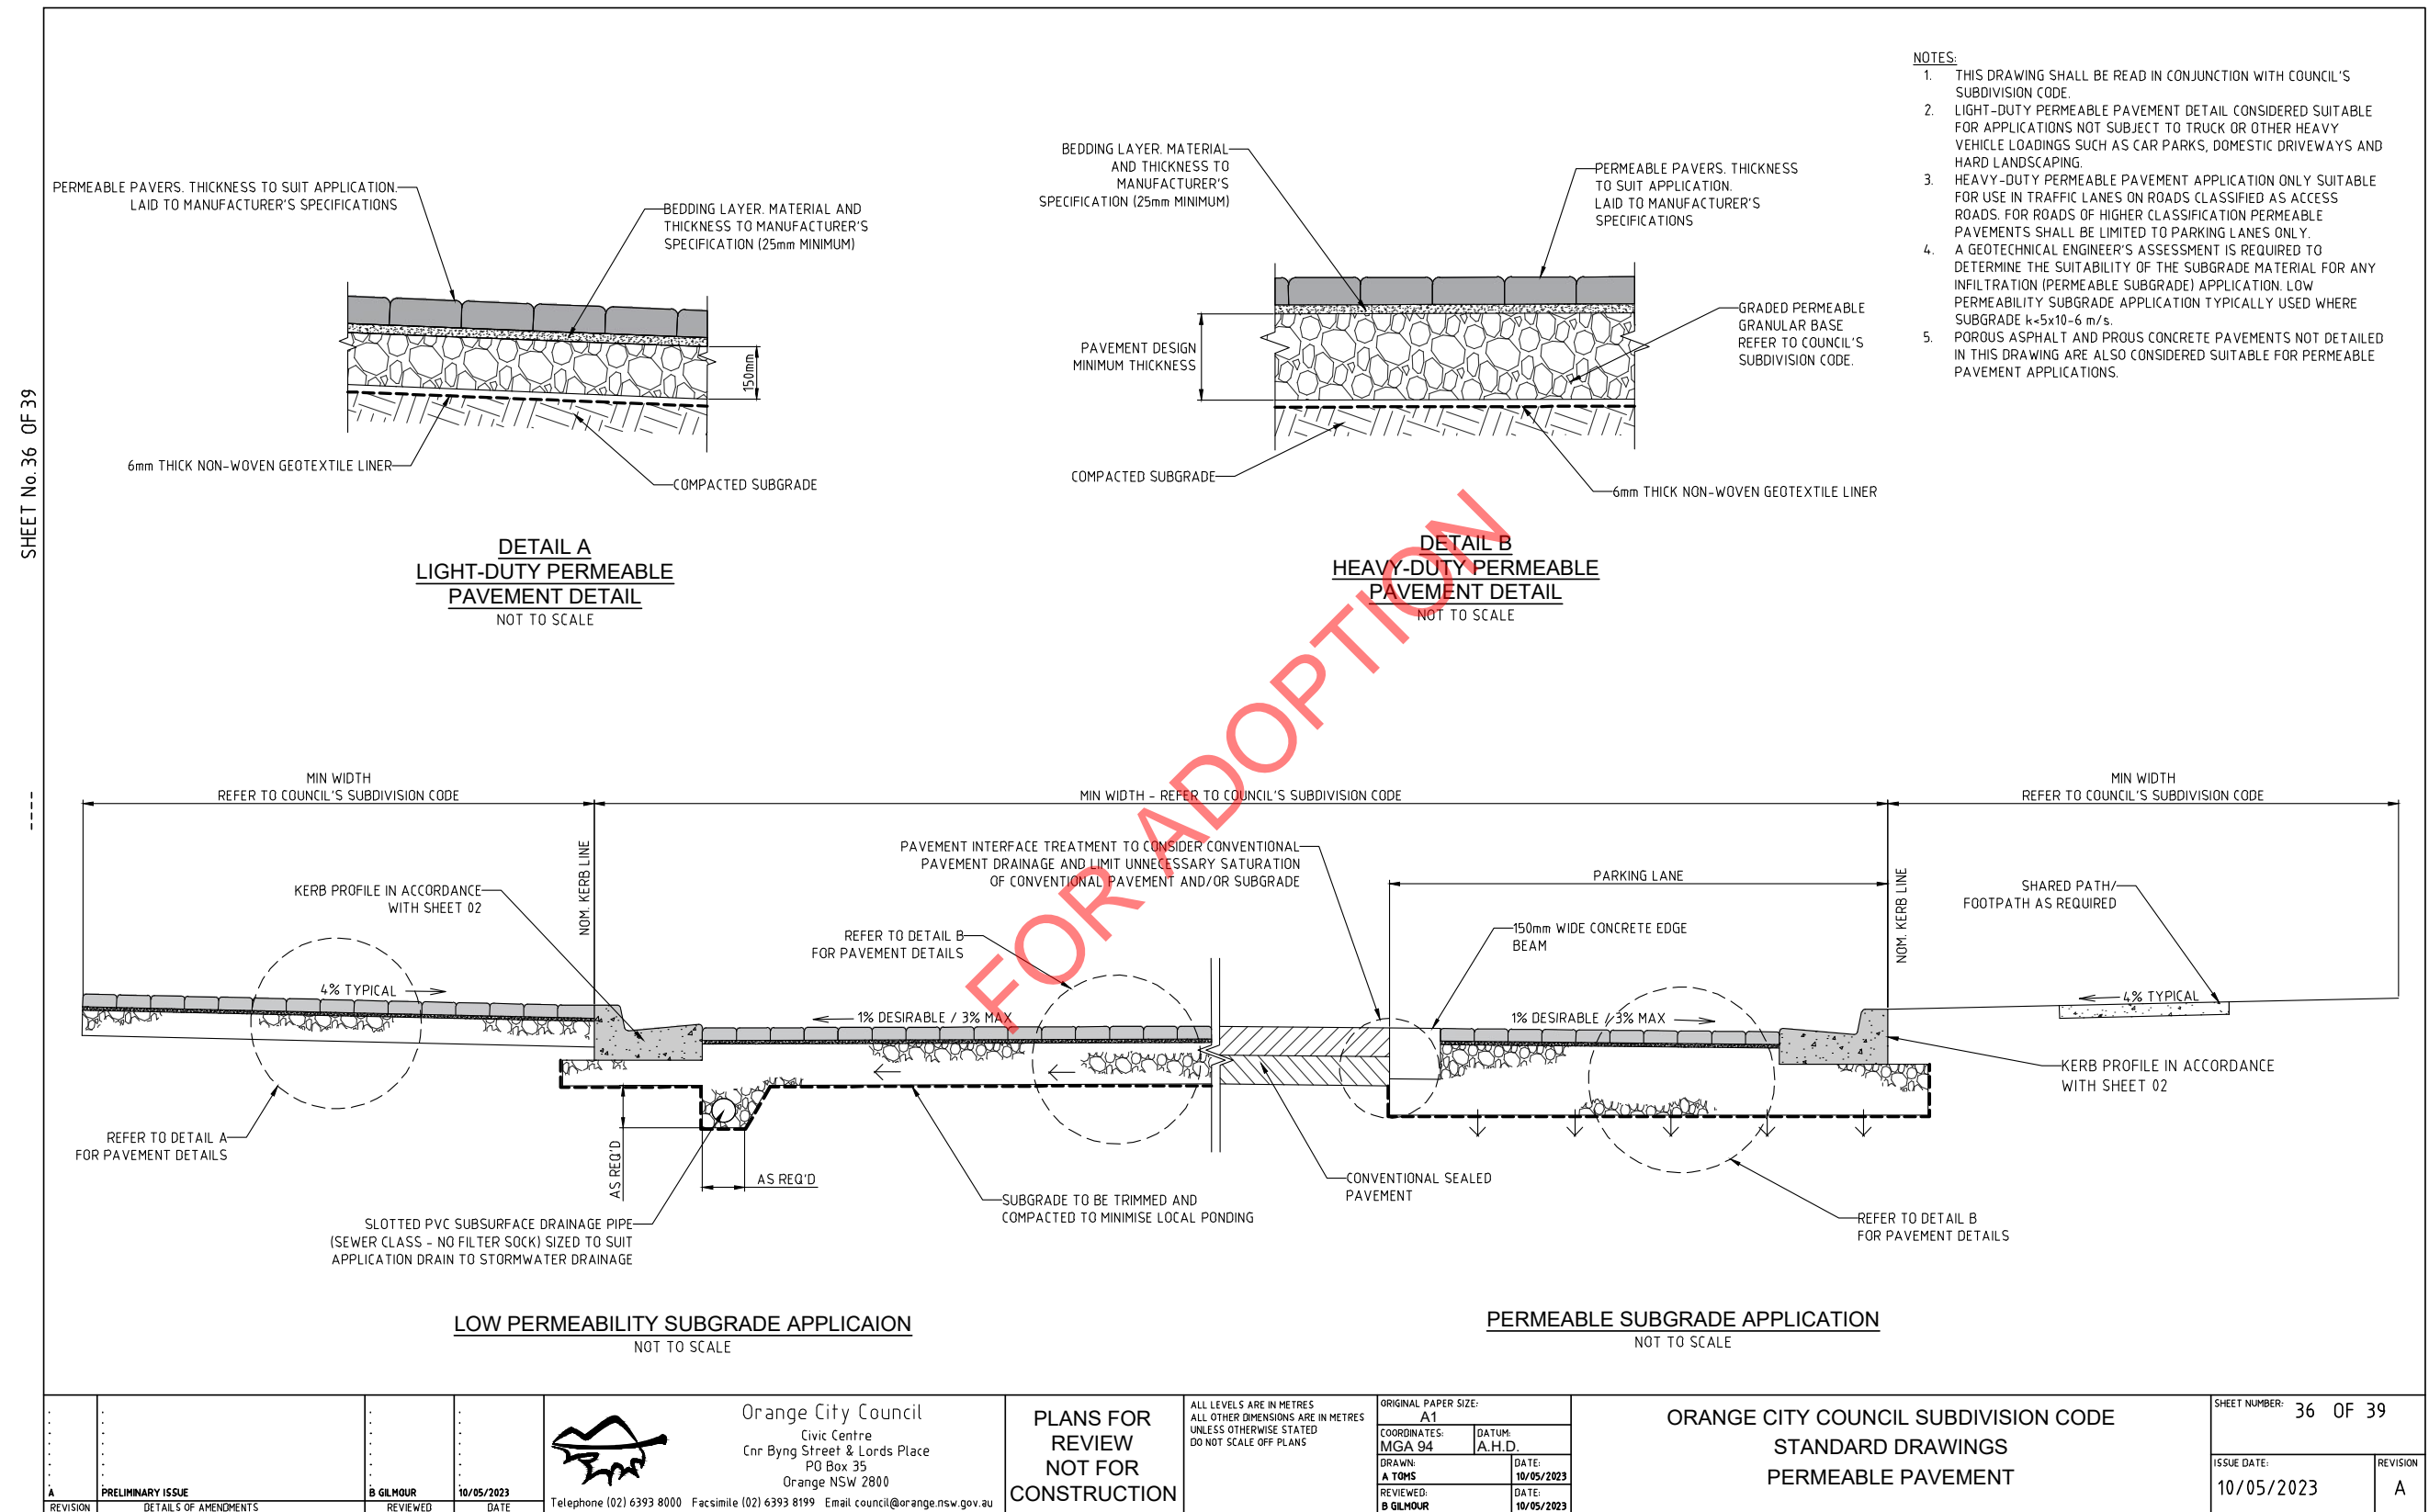 SHEET No. 36 OF 39
NOTES:
1. THIS DRAWING SHALL BE READ IN CONJUNCTION WITH COUNCIL'S
SUBDIVISION CODE.
2. LIGHT-DUTY PERMEABLE PAVEMENT DETAIL CONSIDERED SUITABLE
FOR APPLICATIONS NOT SUBJECT TO TRUCK OR OTHER HEAVY
VEHICLE LOADINGS SUCH AS CAR PARKS, DOMESTIC DRIVEWAYS AND
HARD LANDSCAPING.
3. HEAVY-DUTY PERMEABLE PAVEMENT APPLICATION ONLY SUITABLE
FOR USE IN TRAFFIC LANES ON ROADS CLASSIFIED AS ACCESS
ROADS. FOR ROADS OF HIGHER CLASSIFICATION PERMEABLE
PAVEMENTS SHALL BE LIMITED TO PARKING LANES ONLY.
4. A GEOTECHNICAL ENGINEER'S ASSESSMENT IS REQUIRED TO
DETERMINE THE SUITABILITY OF THE SUBGRADE MATERIAL FOR ANY
INFILTRATION (PERMEABLE SUBGRADE) APPLICATION. LOW
PERMEABILITY SUBGRADE APPLICATION TYPICALLY USED WHERE
SUBGRADE k<5x10-6 m/s.
5. POROUS ASPHALT AND PROUS CONCRETE PAVEMENTS NOT DETAILED
IN THIS DRAWING ARE ALSO CONSIDERED SUITABLE FOR PERMEABLE
PAVEMENT APPLICATIONS.
PERMEABLE PAVERS. THICKNESS TO SUIT APPLICATION.
LAID TO MANUFACTURER'S SPECIFICATIONS
BEDDING LAYER. MATERIAL AND
THICKNESS TO MANUFACTURER'S
SPECIFICATION (25mm MINIMUM)
150mm
6mm THICK NON-WOVEN GEOTEXTILE LINER
COMPACTED SUBGRADE
DETAIL A
LIGHT-DUTY PERMEABLE
PAVEMENT DETAIL
NOT TO SCALE
BEDDING LAYER. MATERIAL
AND THICKNESS TO
MANUFACTURER'S
SPECIFICATION (25mm MINIMUM)
PERMEABLE PAVERS. THICKNESS
TO SUIT APPLICATION.
LAID TO MANUFACTURER'S
SPECIFICATIONS
PAVEMENT DESIGN
MINIMUM THICKNESS
GRADED PERMEABLE
GRANULAR BASE
REFER TO COUNCIL'S
SUBDIVISION CODE.
COMPACTED SUBGRADE
6mm THICK NON-WOVEN GEOTEXTILE LINER
DETAIL B
HEAVY-DUTY PERMEABLE
PAVEMENT DETAIL
NOT TO SCALE
FOR ADOPTION
MIN WIDTH
REFER TO COUNCIL'S SUBDIVISION CODE
MIN WIDTH - REFER TO COUNCIL'S SUBDIVISION CODE
MIN WIDTH
REFER TO COUNCIL'S SUBDIVISION CODE
NOM. KERB LINE
KERB PROFILE IN ACCORDANCE
WITH SHEET 02
PAVEMENT INTERFACE TREATMENT TO CONSIDER CONVENTIONAL
PAVEMENT DRAINAGE AND LIMIT UNNECESSARY SATURATION
OF CONVENTIONAL PAVEMENT AND/OR SUBGRADE
REFER TO DETAIL B
FOR PAVEMENT DETAILS
PARKING LANE
150mm WIDE CONCRETE EDGE
BEAM
NOM. KERB LINE
SHARED PATH/
FOOTPATH AS REQUIRED
4% TYPICAL
1% DESIRABLE / 3% MAX
1% DESIRABLE / 3% MAX
4% TYPICAL
KERB PROFILE IN ACCORDANCE
WITH SHEET 02
REFER TO DETAIL A
FOR PAVEMENT DETAILS
AS REQ'D
AS REQ'D
SLOTTED PVC SUBSURFACE DRAINAGE PIPE
(SEWER CLASS - NO FILTER SOCK) SIZED TO SUIT
APPLICATION DRAIN TO STORMWATER DRAINAGE
SUBGRADE TO BE TRIMMED AND
COMPACTED TO MINIMISE LOCAL PONDING
CONVENTIONAL SEALED
PAVEMENT
REFER TO DETAIL B
FOR PAVEMENT DETAILS
LOW PERMEABILITY SUBGRADE APPLICAION
NOT TO SCALE
PERMEABLE SUBGRADE APPLICATION
NOT TO SCALE
A PRELIMINARY ISSUE B GILMOUR 10/05/2023
REVISION DETAILS OF AMENDMENTS REVIEWED DATE
Orange City Council
Civic Centre
Cnr Byng Street & Lords Place
PO Box 35
Orange NSW 2800
Telephone (02) 6393 8000 Facsimile (02) 6393 8199 Email council@orange.nsw.gov.au
PLANS FOR
REVIEW
NOT FOR
CONSTRUCTION
ALL LEVELS ARE IN METRES
ALL OTHER DIMENSIONS ARE IN METRES
UNLESS OTHERWISE STATED
DO NOT SCALE OFF PLANS
ORIGINAL PAPER SIZE:
A1
COORDINATES: DATUM:
MGA 94 A.H.D.
DRAWN: DATE:
A TOMS 10/05/2023
REVIEWED: DATE:
B GILMOUR 10/05/2023
ORANGE CITY COUNCIL SUBDIVISION CODE
STANDARD DRAWINGS
PERMEABLE PAVEMENT
SHEET NUMBER: 36 OF 39
ISSUE DATE: REVISION
10/05/2023 A